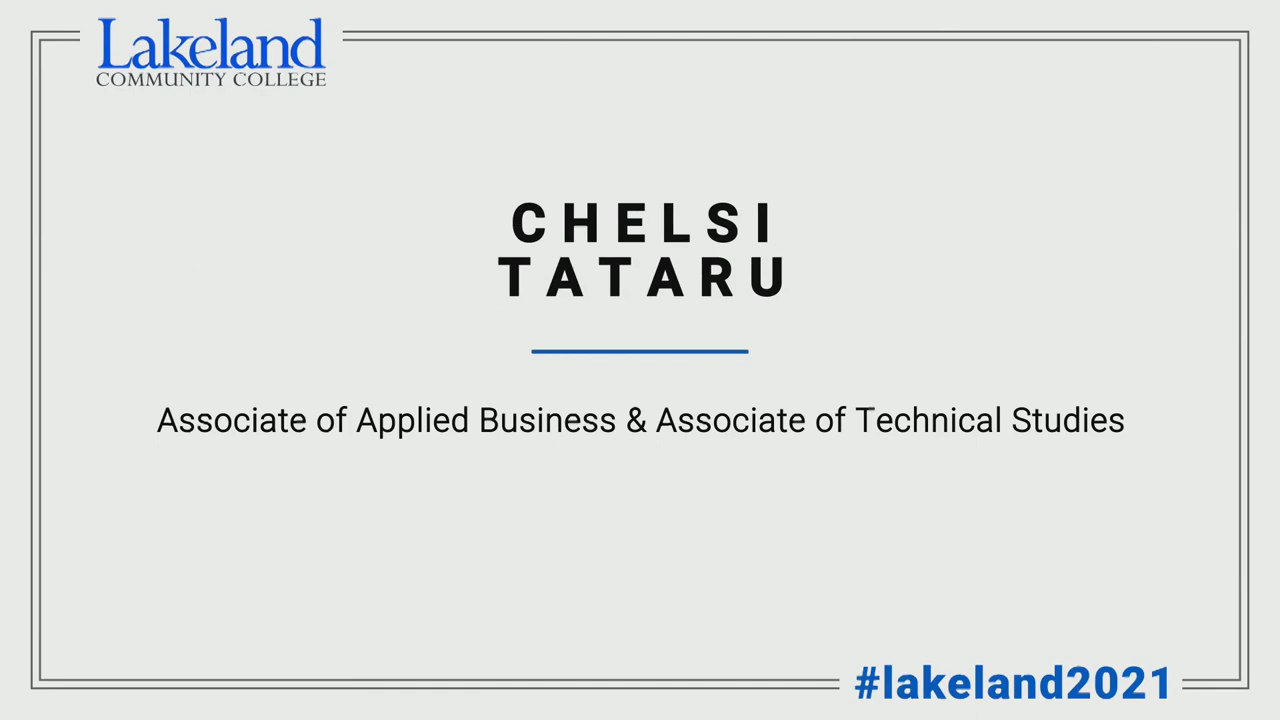 Lakeland
COMMUNITY COLLEGE
CHELSI
TATARU
Associate of Applied Business & Associate of Technical Studies
#lakeland2021